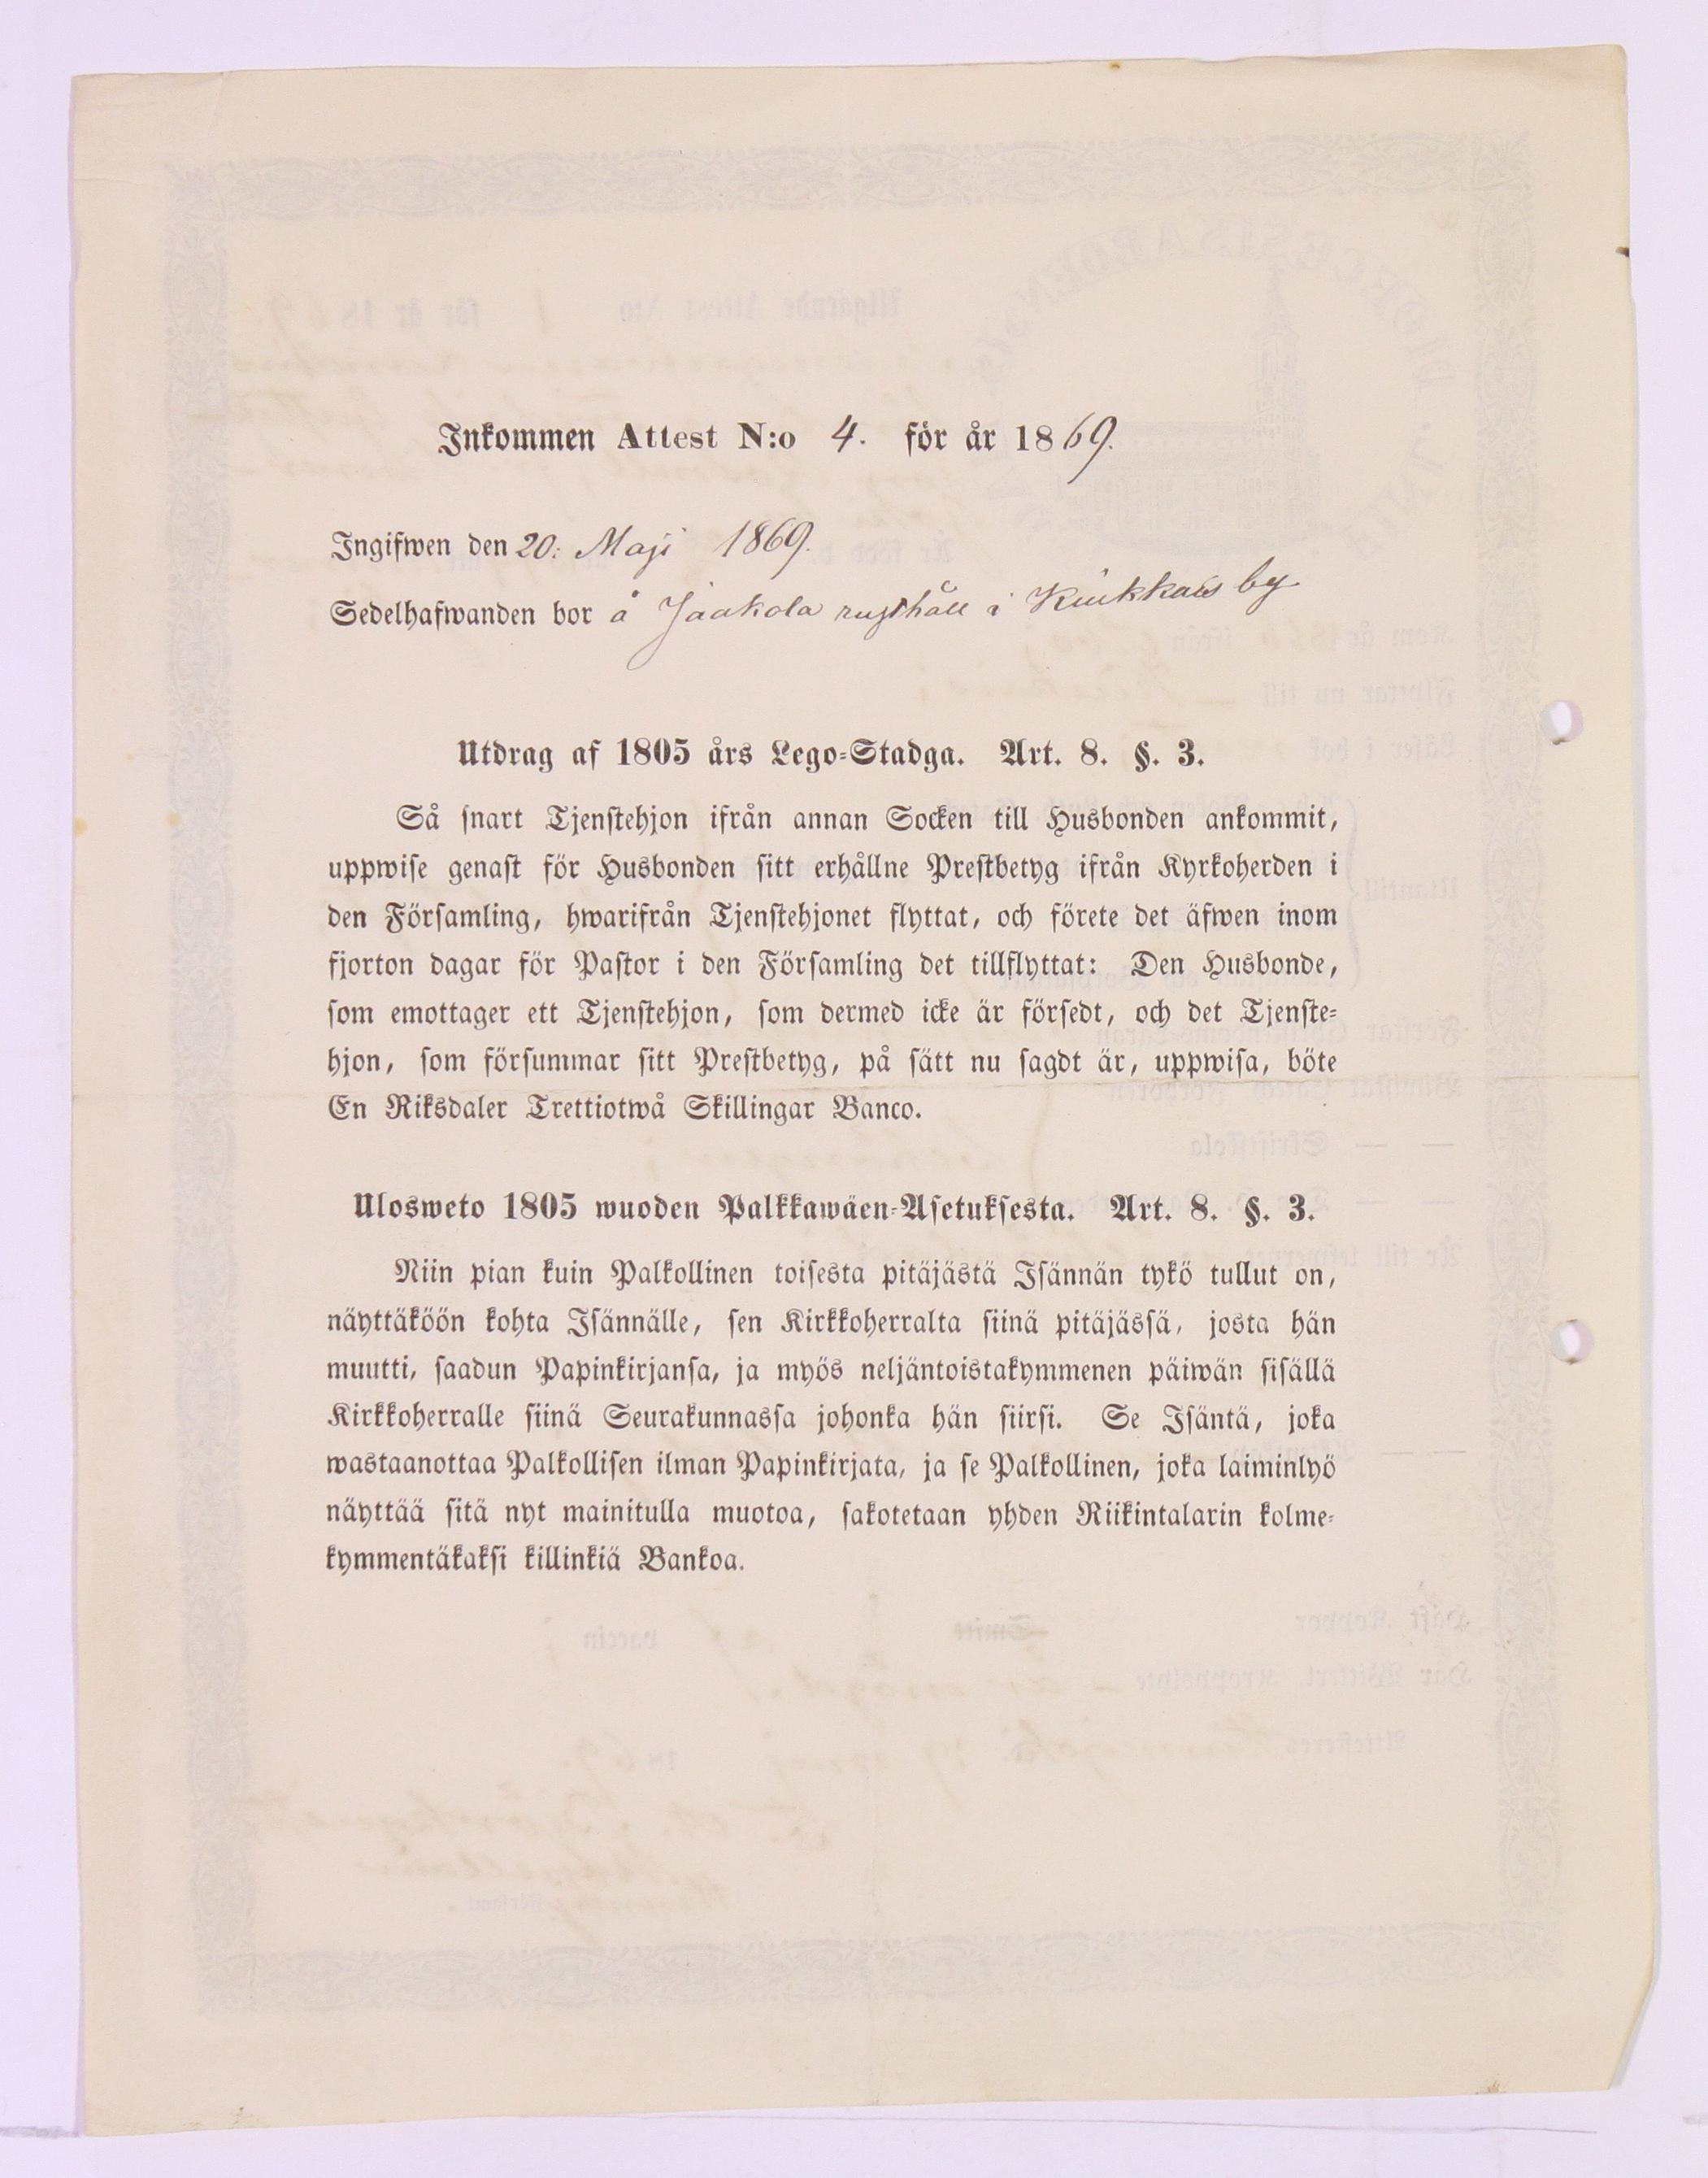 Inkommen Attest N:o 4. för år 1869.
Ingifwen den 20. Maji 1869.
Sedelhafwanden bor å Jaakola rusthåll i Kiukkais by
Utdrag af 1805 års Lego-Stadga. Art. 8. §. 3.
Så snart Tjenstehjon ifrån annan Socken till Husbonden ankommit,
uppwise genast för Husbonden sitt erhållne Prestbetyg ifrån Kyrkoherden i
den Församling, hwarifrån Tjenstehjonet flyttat, och förete det äfwen inom
fjorton dagar för Pastor i den Församling det tillflyttat: Den Husbonde,
som emottager ett Tjenstehjon, som dermed icke är försedt, och det Tjenste-
hjon, som försummar sitt Prestbetyg, på sätt nu sagdt är, uppwisa, böte
En Riksdaler Trettiotwå Skillingar Banco.
Ulosweto 1805 wuoden Palkkawäen-Asetuksesta. Art. 8. §. 3.
Niin pian kuin Palkollinen toisesta pitäjästä Isännän tykö tullut on,
näyttäköön kohta Isännälle, sen Kirkkoherralta siinä pitäjässä, josta hän
muutti, saadun Papinkirjansa, ja myös neljäntoistakymmenen päiwän sisällä
Kirkkoherralle siinä Seurakunnassa johonka hän siirsi. Se Isäntä, joka
wastaanottaa Palkollisen ilman Papinkirjata, ja se Palkollinen, joka laiminlyö
näyttää sitä nyt mainitulla muotoa, sakotetaan yhden Riikintalarin kolme-
kymmentäkaksi killinkiä Bankoa.